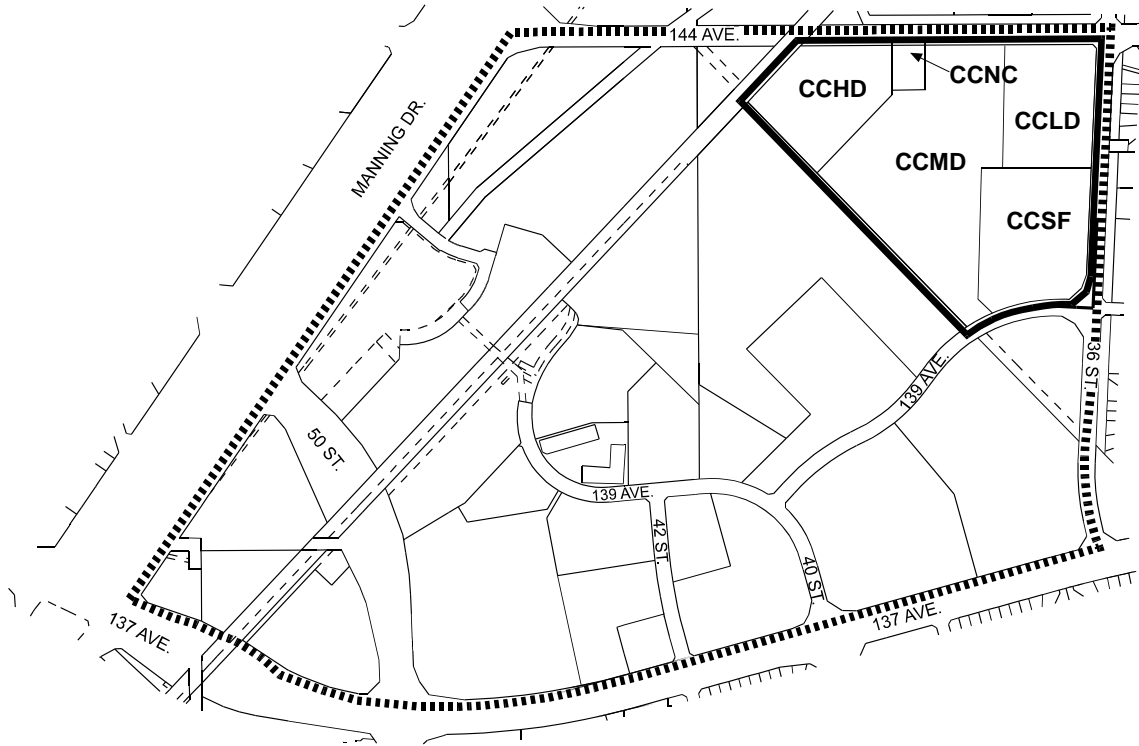 144 AVE.
CCNC
CCHD
CCLD
MANNING DR.
CCMD
CCSF
36 ST.
139 AVE.
50 ST.
139 AVE.
42 ST.
40 ST.
137 AVE.
137 AVE.